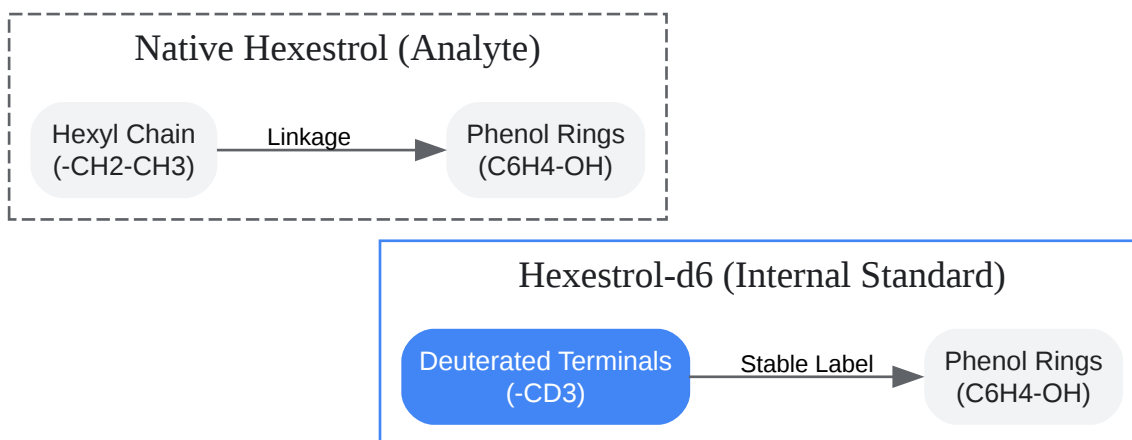 Native Hexestrol (Analyte)
Hexyl Chain
(-CH2-CH3)
Linkage
Phenol Rings
(C6H4-OH)
Hexestrol-d6 (Internal Standard)
Deuterated Terminals
(-CD3)
Stable Label
Phenol Rings
(C6H4-OH)